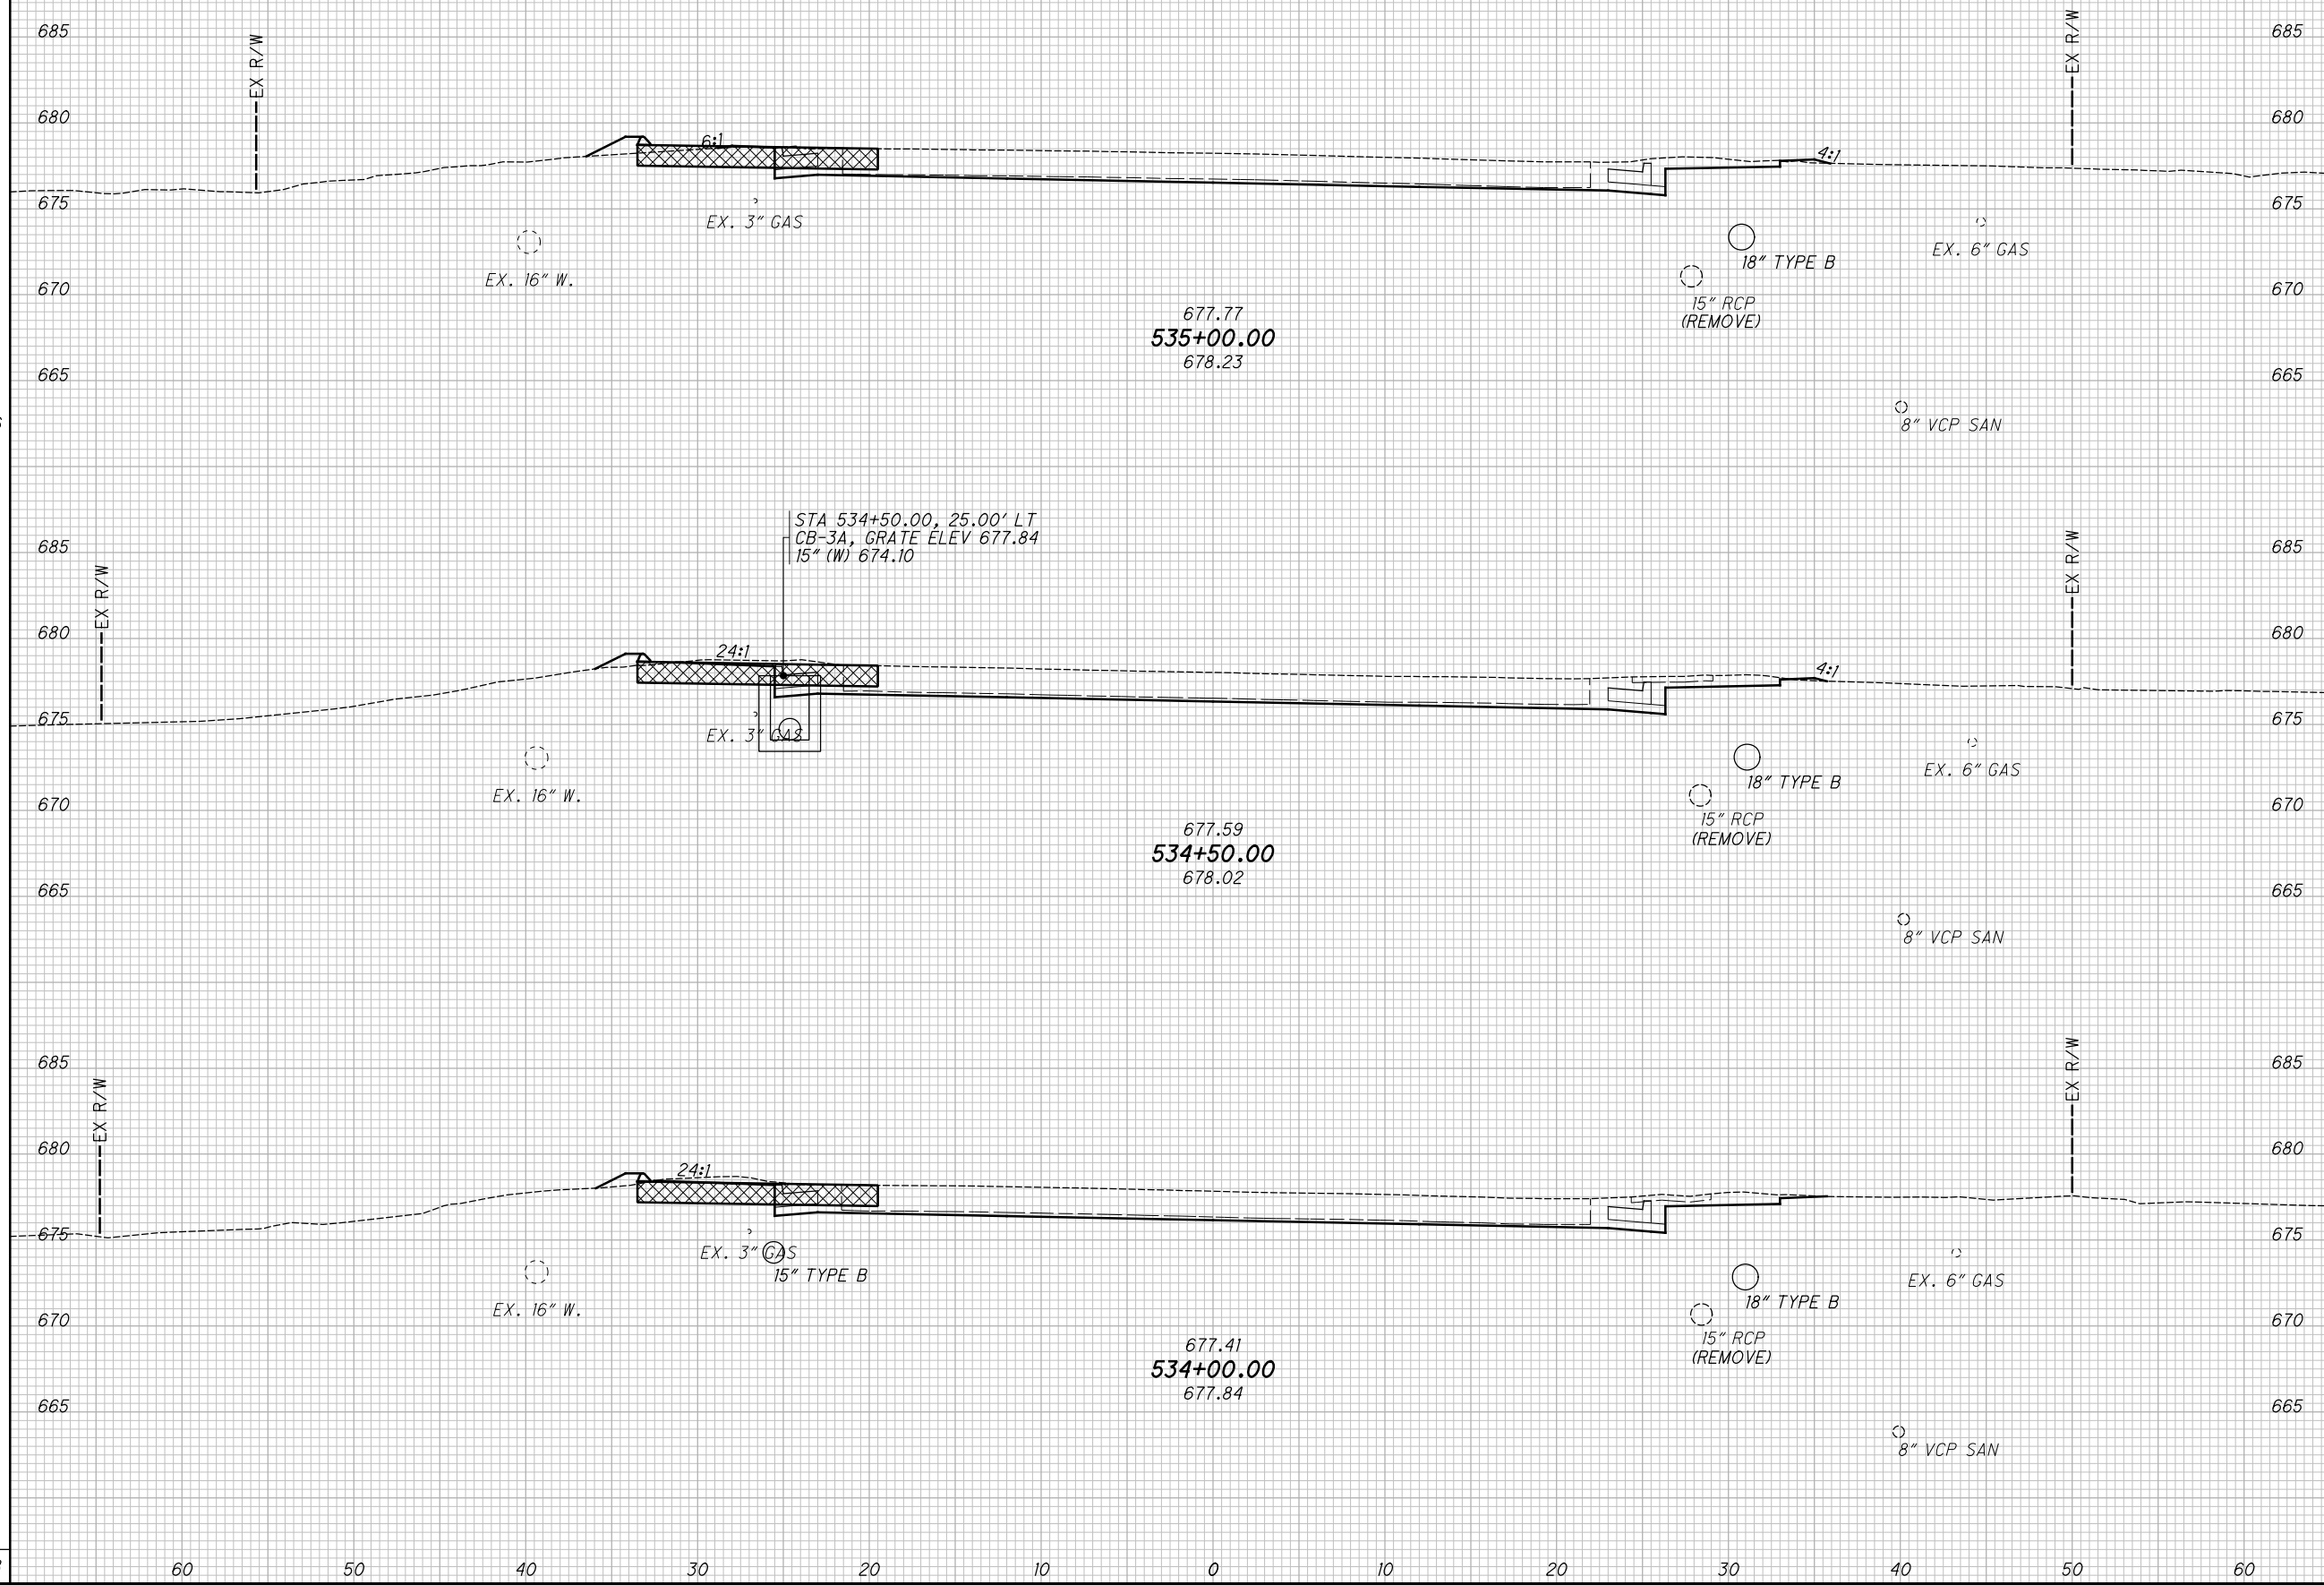 685
EX R/W
EX R/W
685
680
6:1
4:1
680
675
EX. 3" GAS
675
EX. 16" W.
18" TYPE B
EX. 6" GAS
670
15" RCP
(REMOVE)
670
677.77
535+00.00
678.23
665
665
8" VCP SAN
STA 534+50.00, 25.00' LT
CB-3A, GRATE ELEV 677.84
15" (W) 674.10
685
EX R/W
EX R/W
685
680
24:1
4:1
680
675
EX. 3" GAS
675
EX. 16" W.
18" TYPE B
EX. 6" GAS
670
15" RCP
(REMOVE)
670
677.59
534+50.00
678.02
665
665
8" VCP SAN
685
EX R/W
EX R/W
685
680
24:1
680
675
EX. 3" GAS
15" TYPE B
675
EX. 16" W.
18" TYPE B
EX. 6" GAS
670
15" RCP
(REMOVE)
670
677.41
534+00.00
677.84
665
665
8" VCP SAN
60 50 40 30 20 10 0 10 20 30 40 50 60